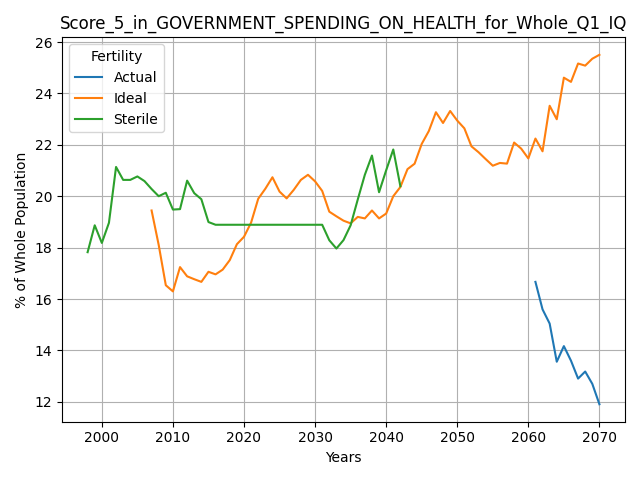 Score_5_in_GOVERNMENT_SPENDING_ON_HEALTH_for_Whole_Q1_IQ
Fertility
Actual
Ideal
Sterile
% of Whole Population
26
24
22
20
18
16
14
12
2000 2010 2020 2030 2040 2050 2060 2070
Years